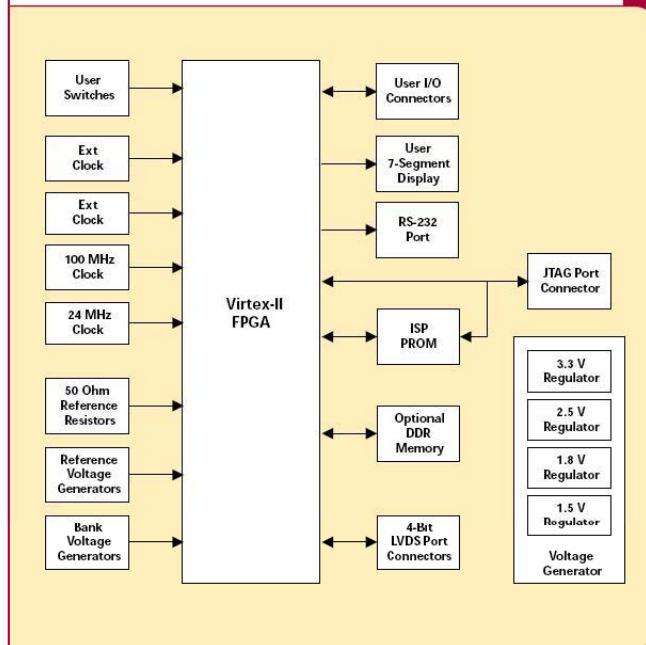 User
Switches
Ext
Clock
Ext
Clock
100 MHz
Clock
24 MHz
Clock
50 Ohm
Reference
Resistors
Reference
Voltage
Generators
Bank
Voltage
Generators
Virtex-II
FPGA
User I/O
Connectors
User
7-Segment
Display
RS-232
Port
ISP
PROM
Optional
DDR
Memory
4-Bit
LVDS Port
Connectors
JTAG Port
Connector
3.3 V
Regulator
2.5 V
Regulator
1.8 V
Regulator
1.5 V
Regulator
Voltage
Generator